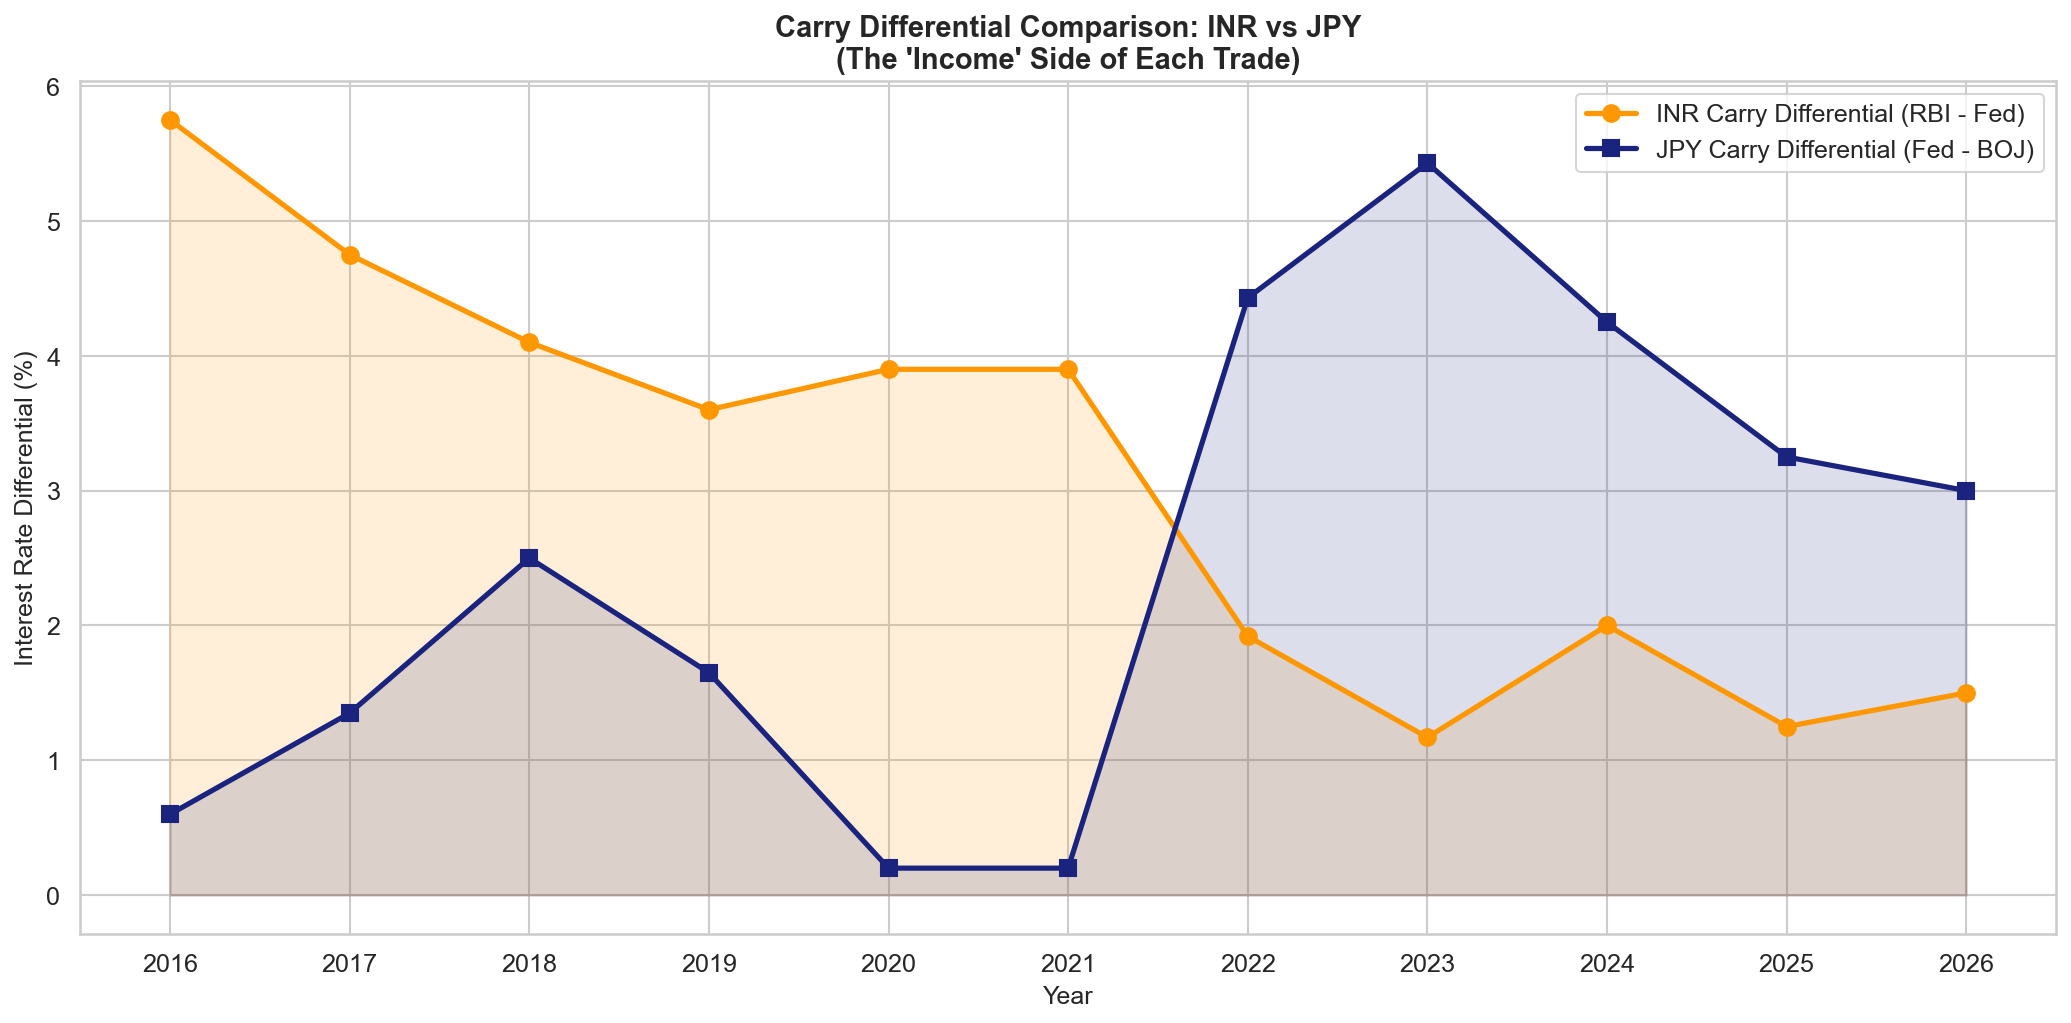 Carry Differential Comparison: INR vs JPY
(The 'Income' Side of Each Trade)
INR Carry Differential (RBI - Fed)
JPY Carry Differential (Fed - BOJ)
Interest Rate Differential (%)
6
5
4
3
2
1
0
2016 2017 2018 2019 2020 2021 2022 2023 2024 2025 2026
Year